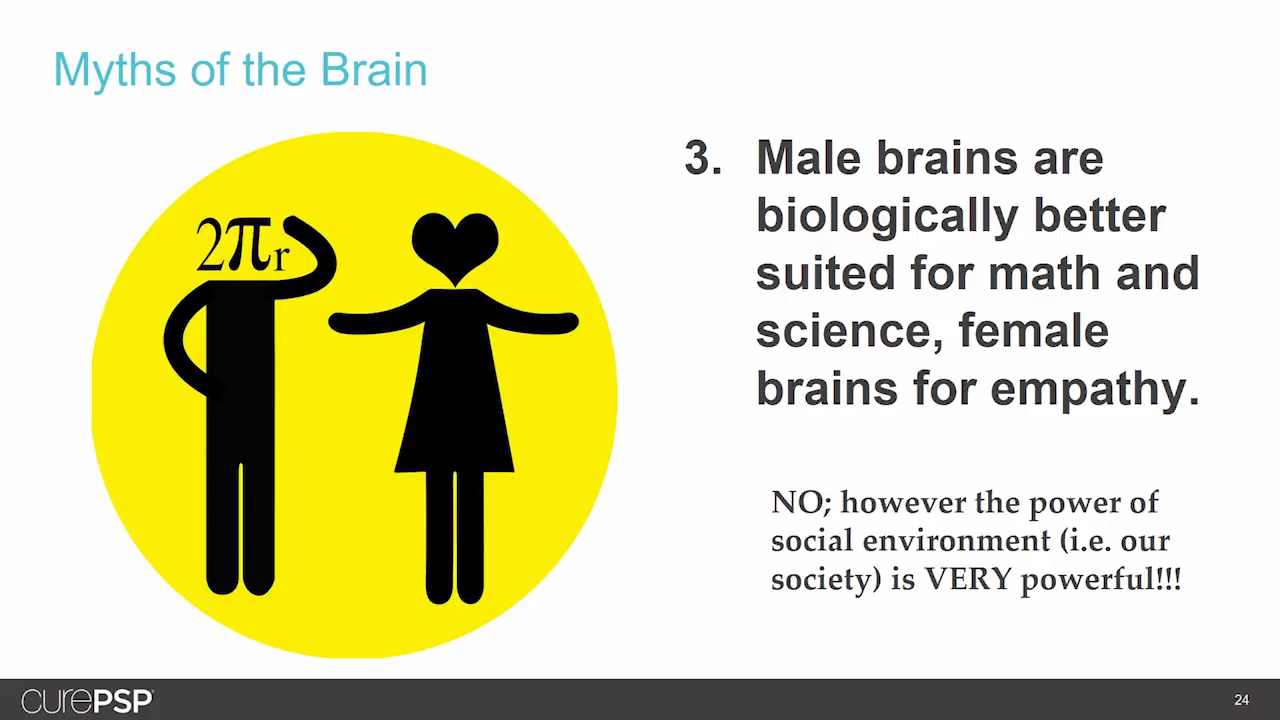 Myths of the Brain
2πr
3. Male brains are
biologically better
suited for math and
science, female
brains for empathy.
NO; however the power of
social environment (i.e. our
society) is VERY powerful!!!
curePSP
24